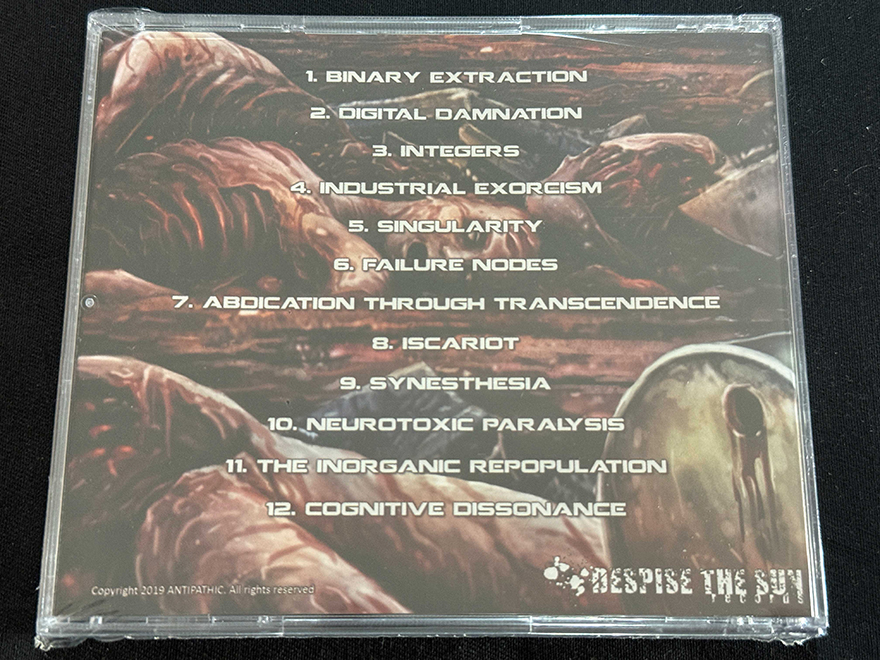 1. BINARY EXTRACTION
2. DIGITAL DAMNATION
3. INTEGERS
4. INDUSTRIAL EXORCISM
5. SINGULARITY
6. FAILURE NODES
7. ABDICATION THROUGH TRANSCENDENCE
8. ISCARIOT
9. SYNESTHESIA
10. NEUROTOXIC PARALYSIS
11. THE INORGANIC REPOPULATION
12. COGNITIVE DISSONANCE
Copyright 2019 ANTIPATHIC. All rights reserved
DESPISE THE SUN
records